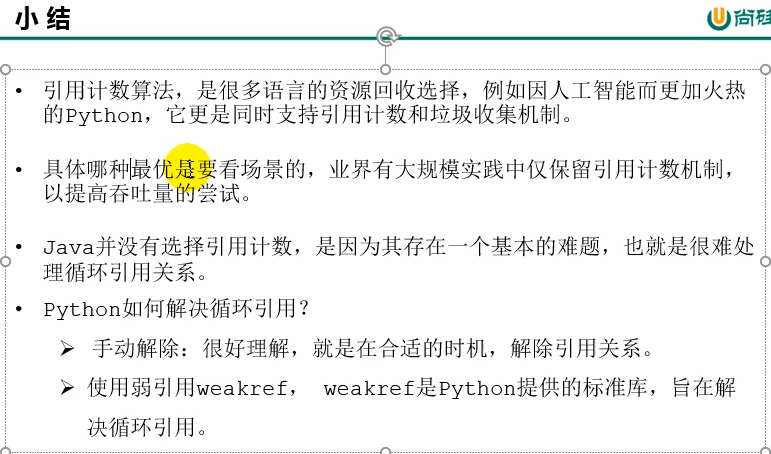 小结
尚硅
• 引用计数算法，是很多语言的资源回收选择，例如因人工智能而更加火热
的Python，它更是同时支持引用计数和垃圾收集机制。
• 具体哪种最优是要看场景的，业界有大规模实践中仅保留引用计数机制，
以提高吞吐量的尝试。
• Java并没有选择引用计数，是因为其存在一个基本的难题，也就是很难处
理循环引用关系。
• Python如何解决循环引用？
➢ 手动解除：很好理解，就是在合适的时机，解除引用关系。
➢ 使用弱引用weakref， weakref是Python提供的标准库，旨在解
决循环引用。